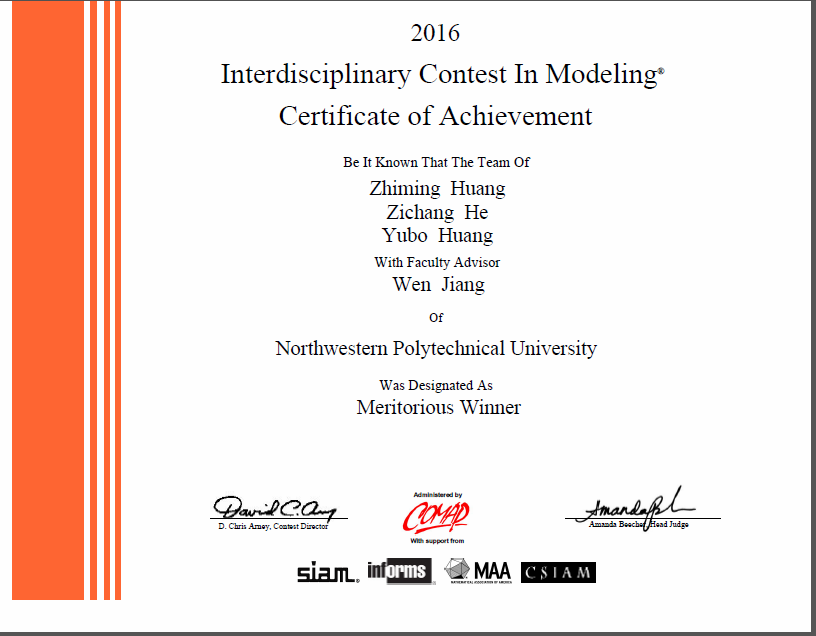 2016
Interdisciplinary Contest In Modeling®
Certificate of Achievement
Be It Known That The Team Of
Zhiming Huang
Zichang He
Yubo Huang
With Faculty Advisor
Wen Jiang
Of
Northwestern Polytechnical University
Was Designated As
Meritorious Winner
David C. Arney
D. Chris Arney, Contest Director
Administered by
COMAP
With support from
Amanda Beecher, Head Judge
siam®
informs®
MAA
MATHEMATICAL ASSOCIATION OF AMERICA
CSIAM